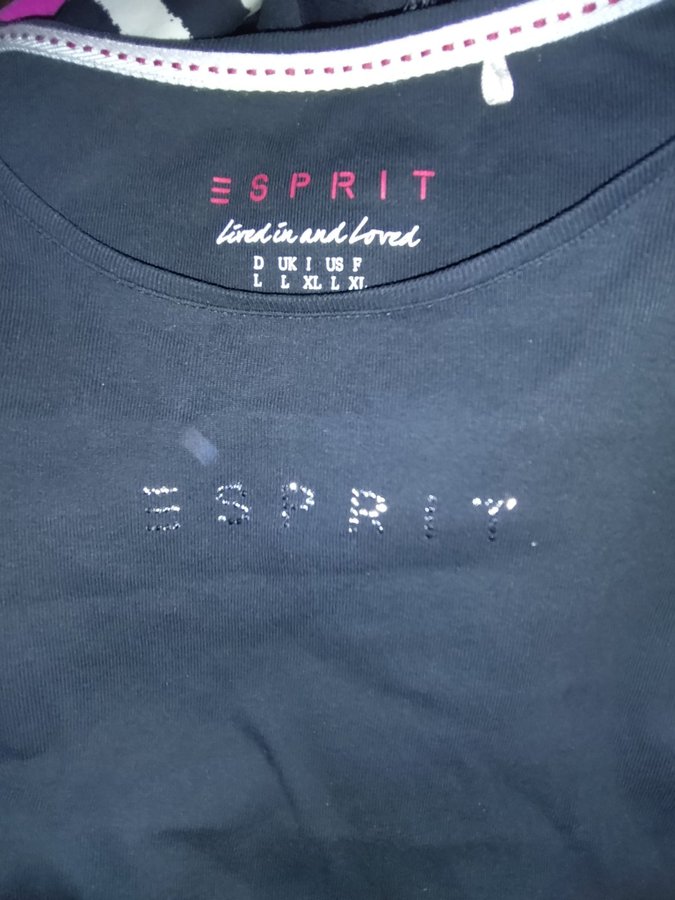 ESPRIT
Lived in and Loved
D UK I US F
L L XL L XL
ESPRIT